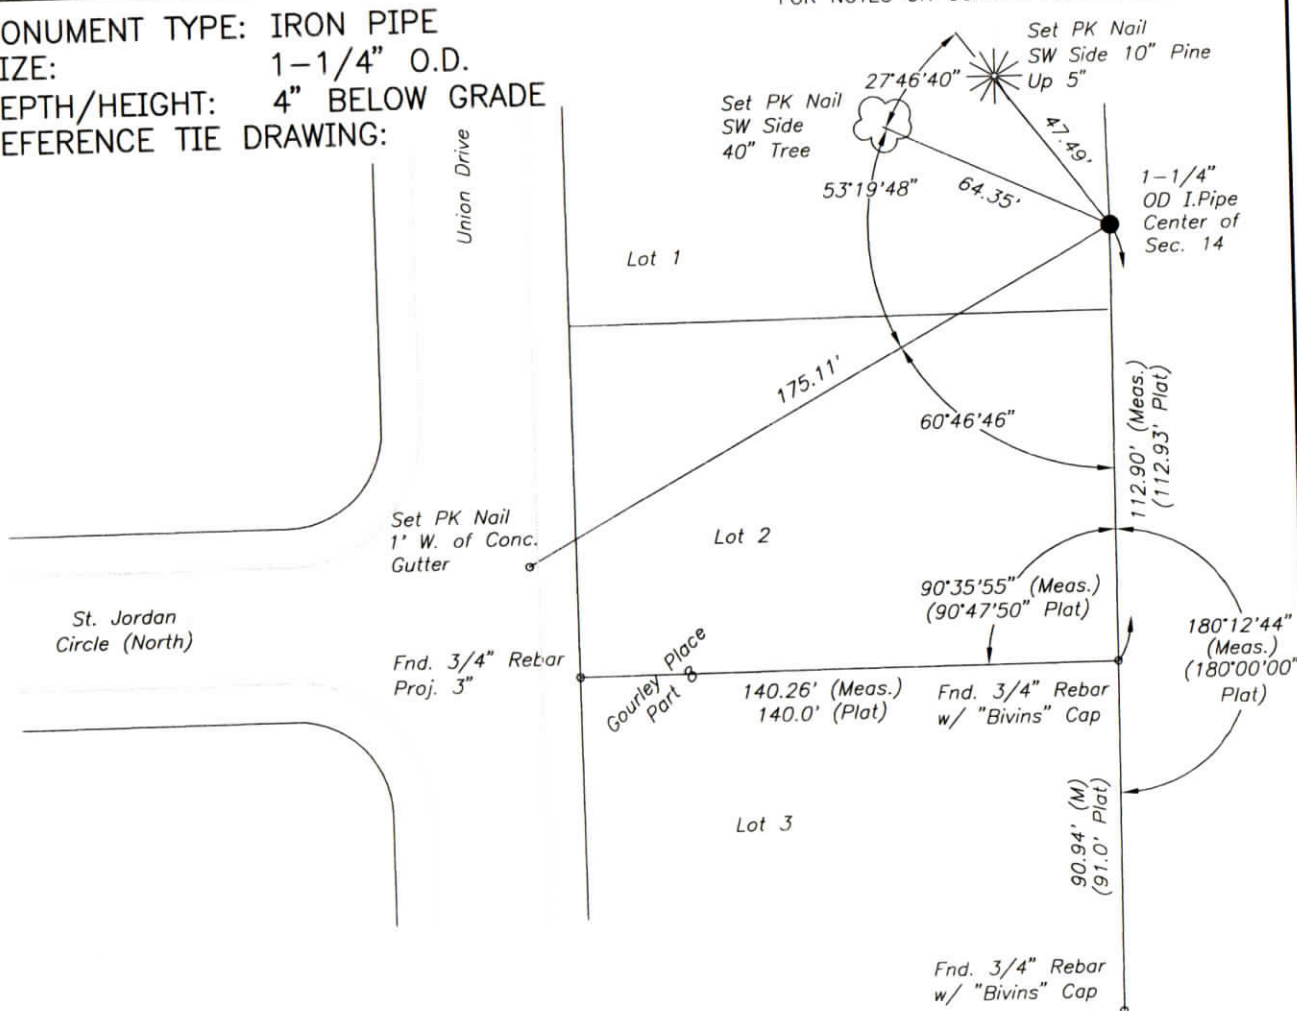 ONUMENT TYPE: IRON PIPE
IZE: 1-1/4" O.D.
EPTH/HEIGHT: 4" BELOW GRADE
EFERENCE TIE DRAWING:
Set PK Nail
SW Side 10" Pine
Up 5"
27°46'40"
Set PK Nail
SW Side
40" Tree
47.49'
53°19'48"
64.35'
1-1/4"
OD I.Pipe
Center of
Sec. 14
Union Drive
Lot 1
175.11'
60°46'46"
112.90' (Meas.)
(112.93' Plat)
Set PK Nail
1' W. of Conc.
Gutter
Lot 2
90°35'55" (Meas.)
(90°47'50" Plat)
180°12'44"
(Meas.)
(180°00'00"
Plat)
St. Jordan
Circle (North)
Fnd. 3/4" Rebar
Proj. 3"
Gourley Place
Part 8
140.26' (Meas.)
140.0' (Plat)
Fnd. 3/4" Rebar
w/ "Bivins" Cap
Lot 3
90.94' (M)
(91.0' Plat)
Fnd. 3/4" Rebar
w/ "Bivins" Cap